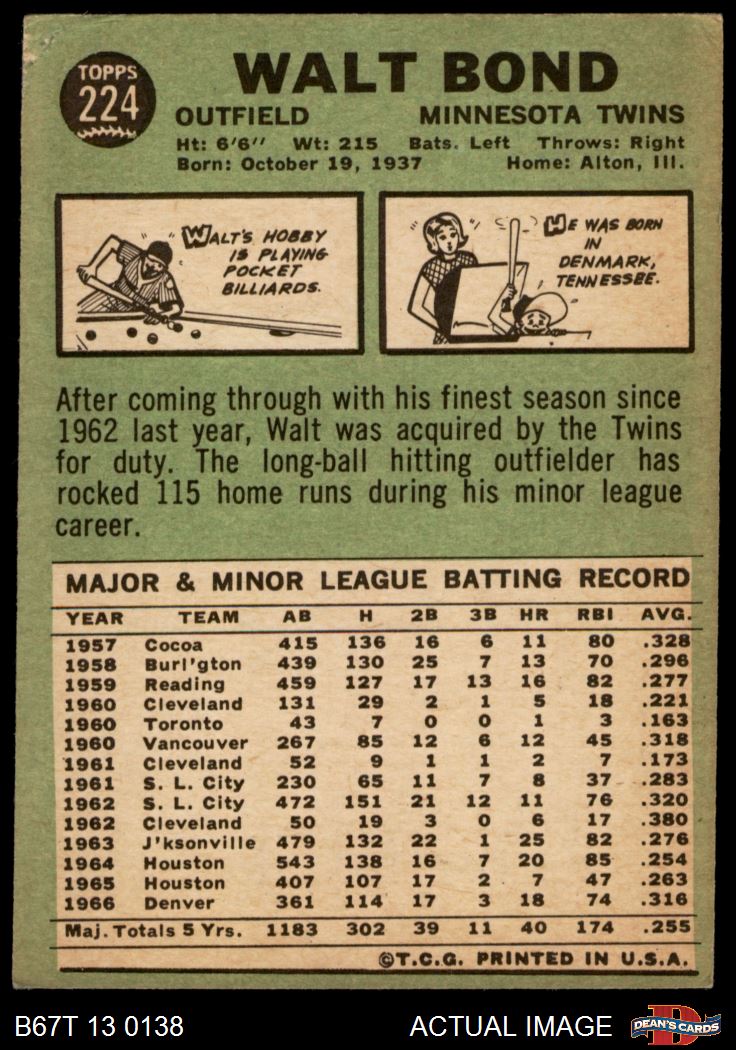 TOPPS
224
WALT BOND
OUTFIELD MINNESOTA TWINS
Ht: 6'6" Wt: 215 Bats. Left Throws: Right
Born: October 19, 1937 Home: Alton, Ill.
WALT'S HOBBY
IS PLAYING
POCKET
BILLIARDS.
HE WAS BORN
IN
DENMARK,
TENNESSEE.
After coming through with his finest season since
1962 last year, Walt was acquired by the Twins
for duty. The long-ball hitting outfielder has
rocked 115 home runs during his minor league
career.
MAJOR & MINOR LEAGUE BATTING RECORD
YEAR TEAM AB H 2B 3B HR RBI AVG.
1957 Cocoa 415 136 16 6 11 80 .328
1958 Burl'gton 439 130 25 7 13 70 .296
1959 Reading 459 127 17 13 16 82 .277
1960 Cleveland 131 29 2 1 5 18 .221
1960 Toronto 43 7 0 0 1 3 .163
1960 Vancouver 267 85 12 6 12 45 .318
1961 Cleveland 52 9 1 1 2 7 .173
1961 S. L. City 230 65 11 7 8 37 .283
1962 S. L. City 472 151 21 12 11 76 .320
1962 Cleveland 50 19 3 0 6 17 .380
1963 J'ksonville 479 132 22 1 25 82 .276
1964 Houston 543 138 16 7 20 85 .254
1965 Houston 407 107 17 2 7 47 .263
1966 Denver 361 114 17 3 18 74 .316
Maj. Totals 5 Yrs. 1183 302 39 11 40 174 .255
©T.C.G. PRINTED IN U.S.A.
B67T 13 0138 ACTUAL IMAGE
DEAN'S CARDS